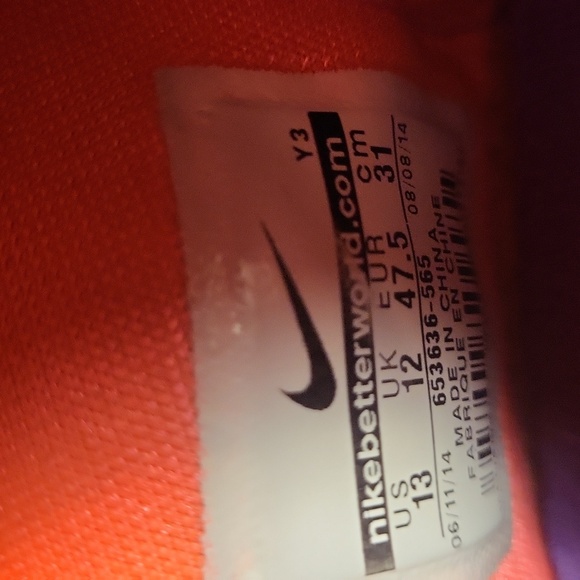 Y3
nikebetterworld.com
US UK EUR cm
13 12 47.5 31
06/11/14 08/08/14
653636-565
MADE IN CHINA
FABRIQUE EN CHINE